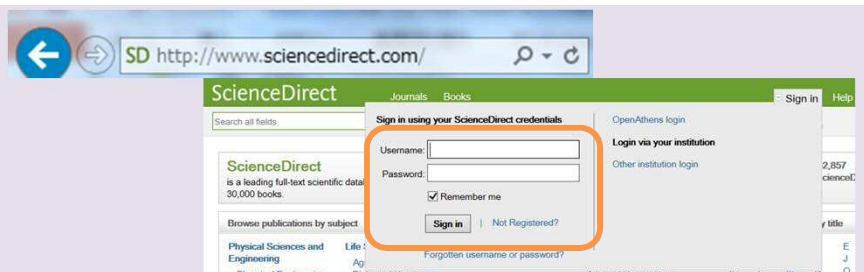 SD http://www.sciencedirect.com/
ScienceDirect Journals Books Sign in Help
Search all fields
Sign in using your ScienceDirect credentials
Username:
Password:
Remember me
Sign in | Not Registered?
Forgotten username or password?
OpenAthens login
Login via your institution
Other institution login
ScienceDirect
is a leading full-text scientific
30,000 books.
2,857
Browse publications by subject
y title
Physical Sciences and
Engineering
Life
E
J